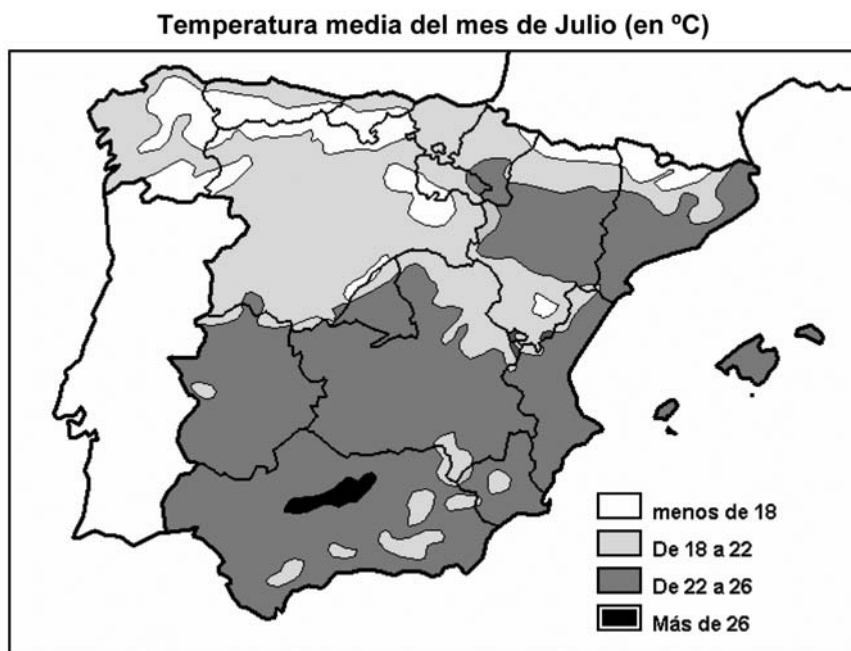 Temperatura media del mes de Julio (en ºC)
menos de 18
De 18 a 22
De 22 a 26
Más de 26